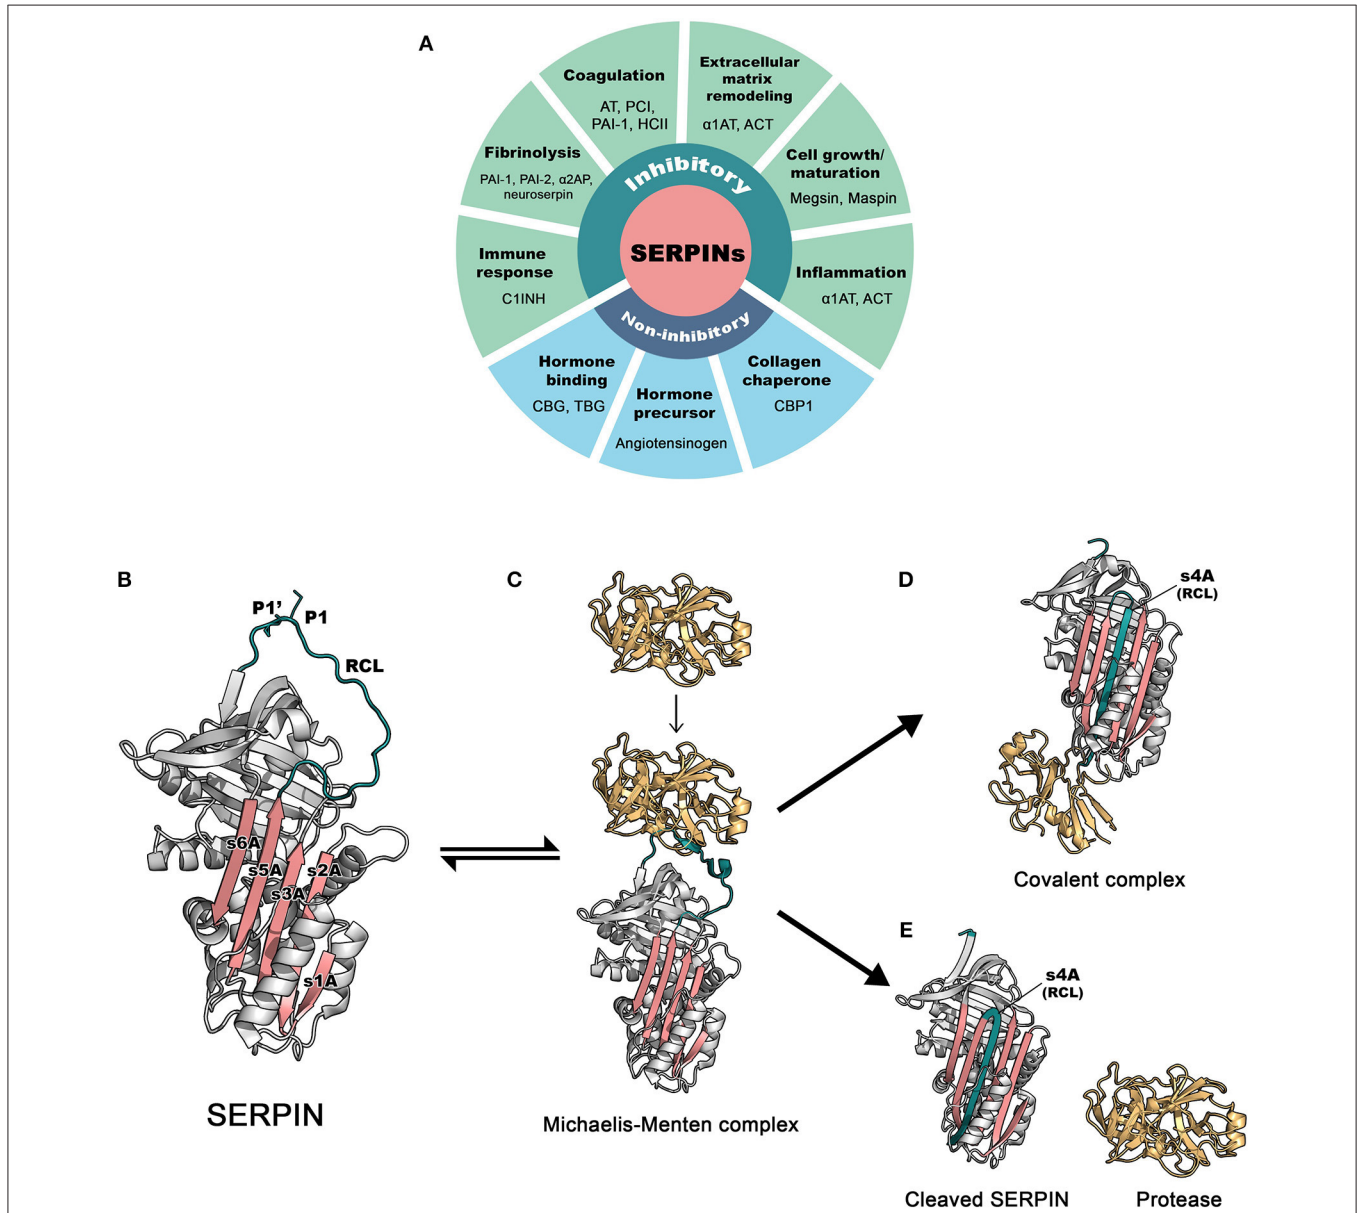 A
Coagulation
AT, PCI,
PAI-1, HCII
Extracellular
matrix
remodeling
α1AT, ACT
Fibrinolysis
PAI-1, PAI-2, α2AP,
neuroserpin
Cell growth/
maturation
Megsin, Maspin
Inhibitory
SERPINs
Non-inhibitory
Immune
response
C1INH
Inflammation
α1AT, ACT
Hormone
binding
CBG, TBG
Hormone
precursor
Angiotensinogen
Collagen
chaperone
CBP1
B
P1'
P1
RCL
s6A
s5A
s3A
s2A
s1A
SERPIN
C
Michaelis-Menten complex
D
s4A
(RCL)
Covalent complex
E
s4A
(RCL)
Cleaved SERPIN
Protease